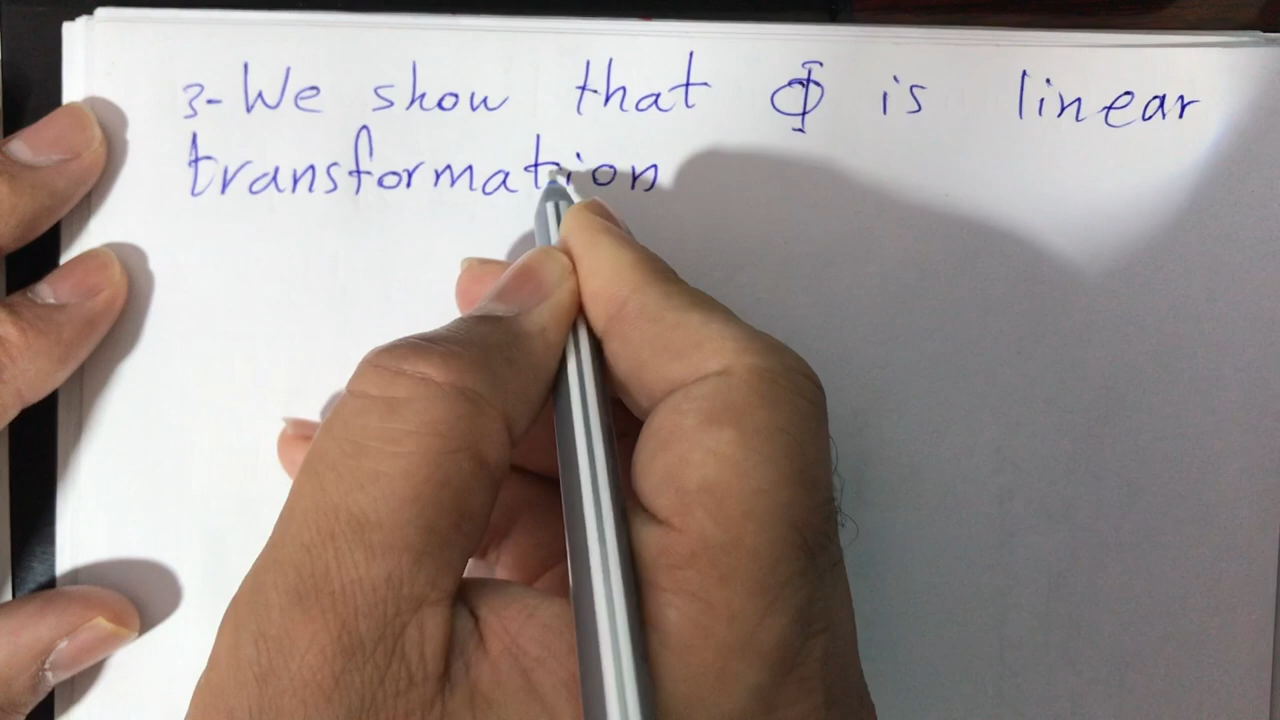 3- We show that Φ is linear
transformation